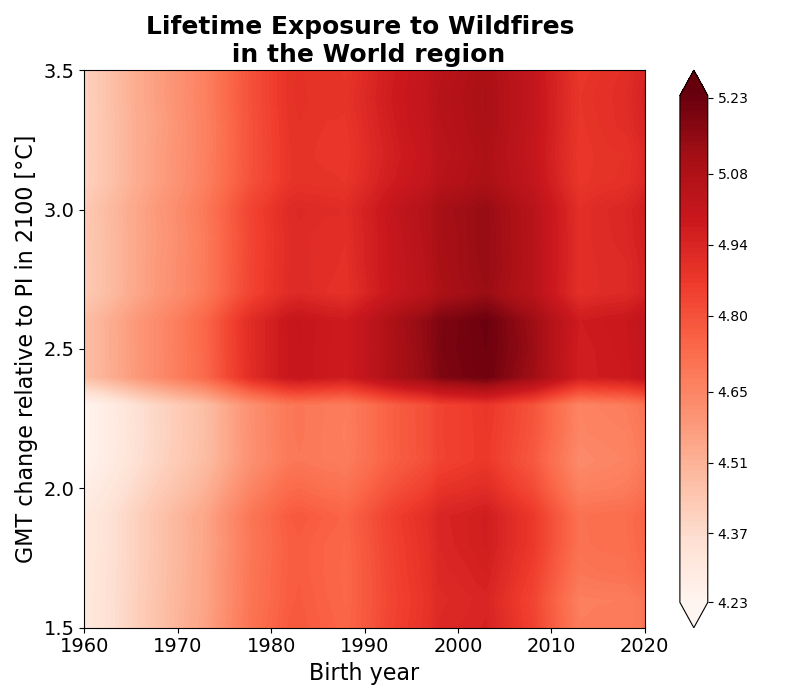 Lifetime Exposure to Wildfires
in the World region
GMT change relative to PI in 2100 [°C]
3.5
3.0
2.5
2.0
1.5
1960 1970 1980 1990 2000 2010 2020
Birth year
5.23
5.08
4.94
4.80
4.65
4.51
4.37
4.23